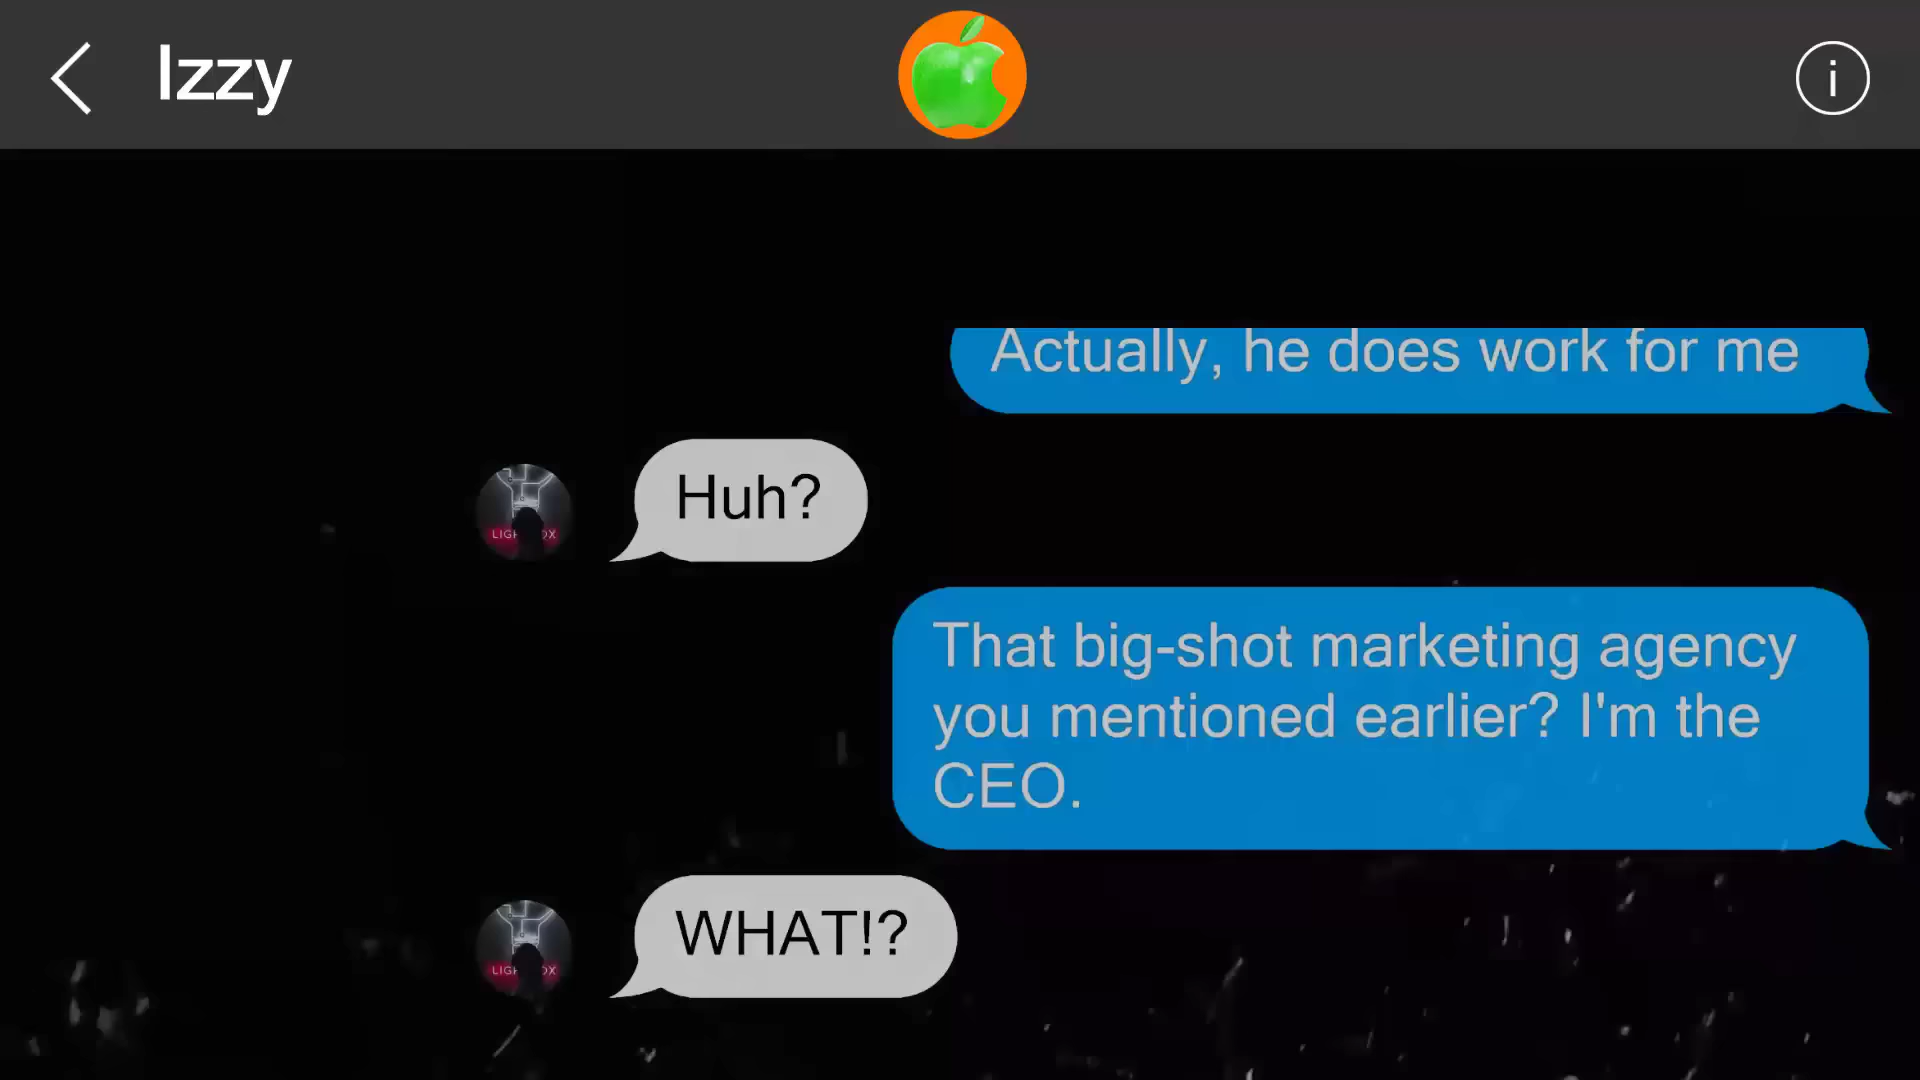 Izzy
i
Actually, he does work for me
Huh?
That big-shot marketing agency
you mentioned earlier? I'm the
CEO.
WHAT!?